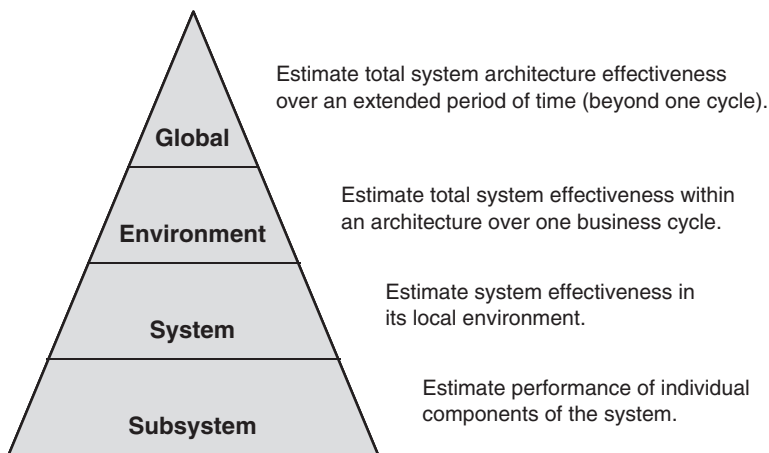 Estimate total system architecture effectiveness
over an extended period of time (beyond one cycle).
Global
Estimate total system effectiveness within
an architecture over one business cycle.
Environment
Estimate system effectiveness in
its local environment.
System
Estimate performance of individual
components of the system.
Subsystem